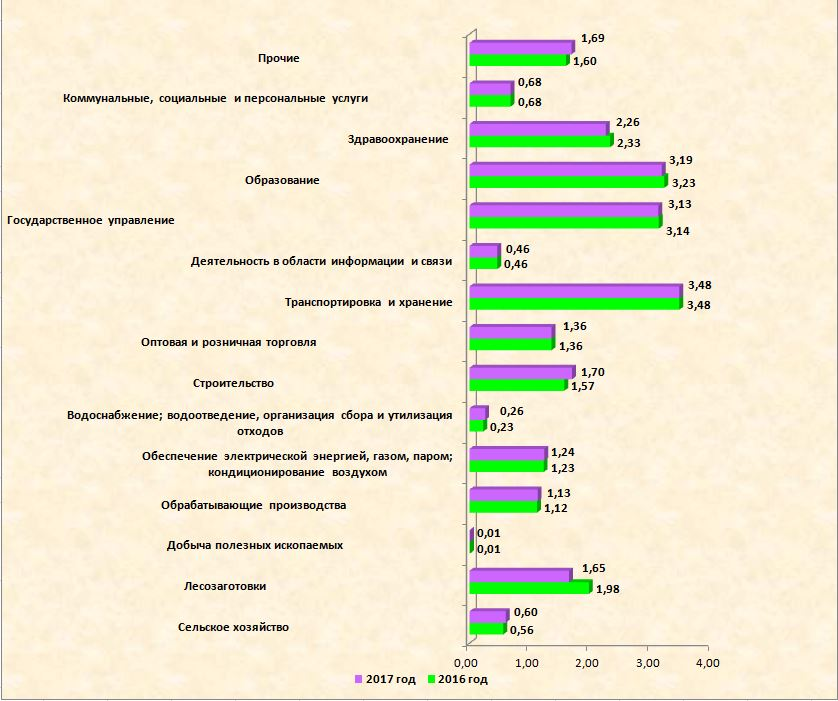 Прочие
1,69
1,60
Коммунальные, социальные и персональные услуги
0,68
0,68
Здравоохранение
2,26
2,33
Образование
3,19
3,23
Государственное управление
3,13
3,14
Деятельность в области информации и связи
0,46
0,46
Транспортировка и хранение
3,48
3,48
Оптовая и розничная торговля
1,36
1,36
Строительство
1,70
1,57
Водоснабжение; водоотведение, организация сбора и утилизация
отходов
0,26
0,23
Обеспечение электрической энергией, газом, паром;
кондиционирование воздухом
1,24
1,23
Обрабатывающие производства
1,13
1,12
Добыча полезных ископаемых
0,01
0,01
Лесозаготовки
1,65
1,98
Сельское хозяйство
0,60
0,56
0,00 1,00 2,00 3,00 4,00
2017 год 2016 год